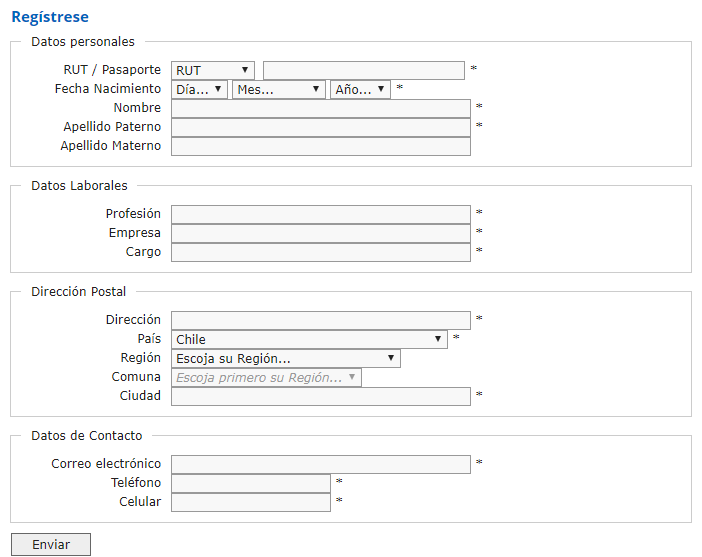 Regístrese
Datos personales
RUT / Pasaporte RUT *
Fecha Nacimiento Día... Mes... Año... *
Nombre *
Apellido Paterno *
Apellido Materno
Datos Laborales
Profesión *
Empresa *
Cargo *
Dirección Postal
Dirección *
País Chile *
Región Escoja su Región...
Comuna Escoja primero su Región...
Ciudad *
Datos de Contacto
Correo electrónico *
Teléfono *
Celular *
Enviar